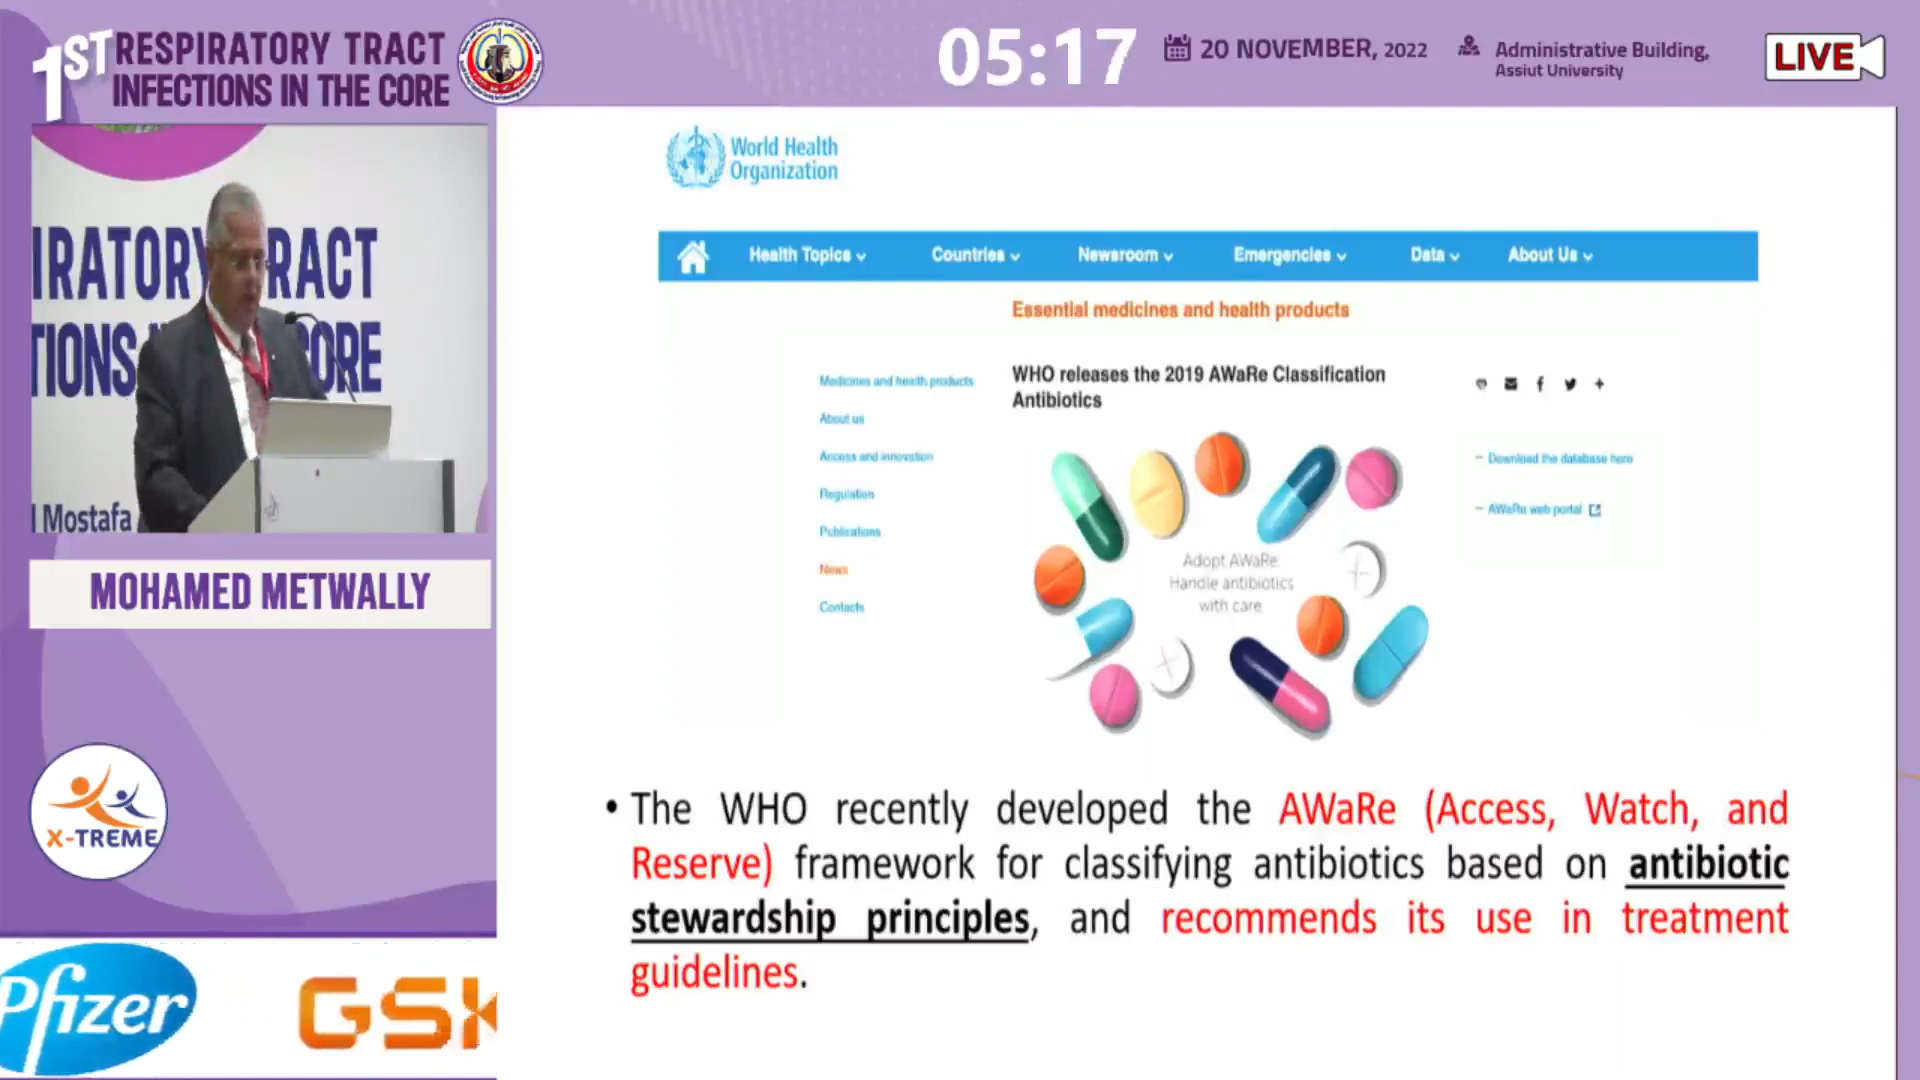 1ST RESPIRATORY TRACT
INFECTIONS IN THE CORE
05:17
20 NOVEMBER, 2022
Administrative Building,
Assiut University
LIVE
IRATORY TRACT
TIONS CORE
l Mostafa
MOHAMED METWALLY
X-TREME
Pfizer
GSK
World Health
Organization
Health Topics
Countries
Newsroom
Emergencies
Data
About Us
Essential medicines and health products
Medicines and health products
About us
Access and innovation
Regulation
Publications
News
Contacts
WHO releases the 2019 AWaRe Classification
Antibiotics
Adopt AWaRe
Handle antibiotics
with care
– Download the database here
– AWaRe web portal
• The WHO recently developed the AWaRe (Access, Watch, and
Reserve) framework for classifying antibiotics based on antibiotic
stewardship principles, and recommends its use in treatment
guidelines.